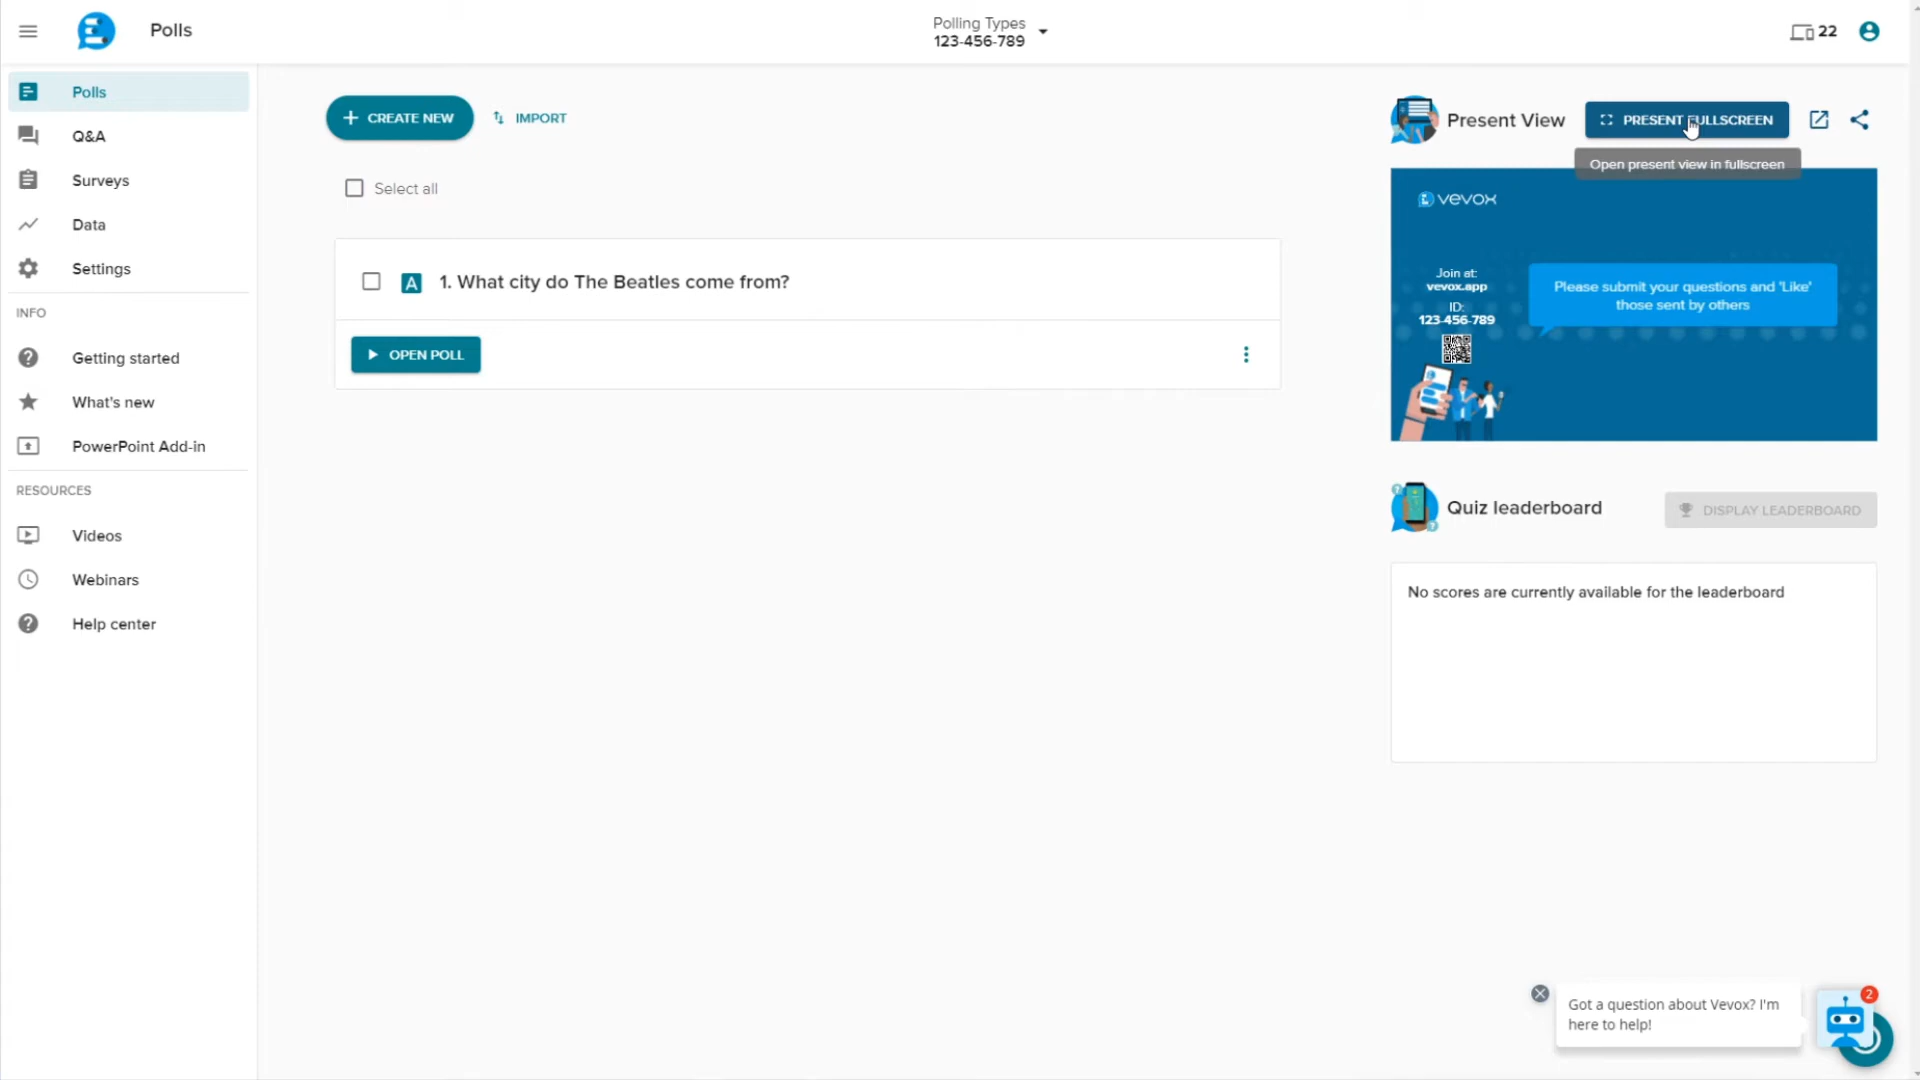 Polls
Polling Types
123-456-789
22
Polls
Q&A
Surveys
Data
Settings
INFO
Getting started
What's new
PowerPoint Add-in
RESOURCES
Videos
Webinars
Help center
CREATE NEW
IMPORT
Select all
A 1. What city do The Beatles come from?
OPEN POLL
Present View
PRESENT FULLSCREEN
Open present view in fullscreen
vevox
Join at:
vevox.app
ID:
123-456-789
Please submit your questions and 'Like'
those sent by others
Quiz leaderboard
DISPLAY LEADERBOARD
No scores are currently available for the leaderboard
Got a question about Vevox? I'm
here to help!
2